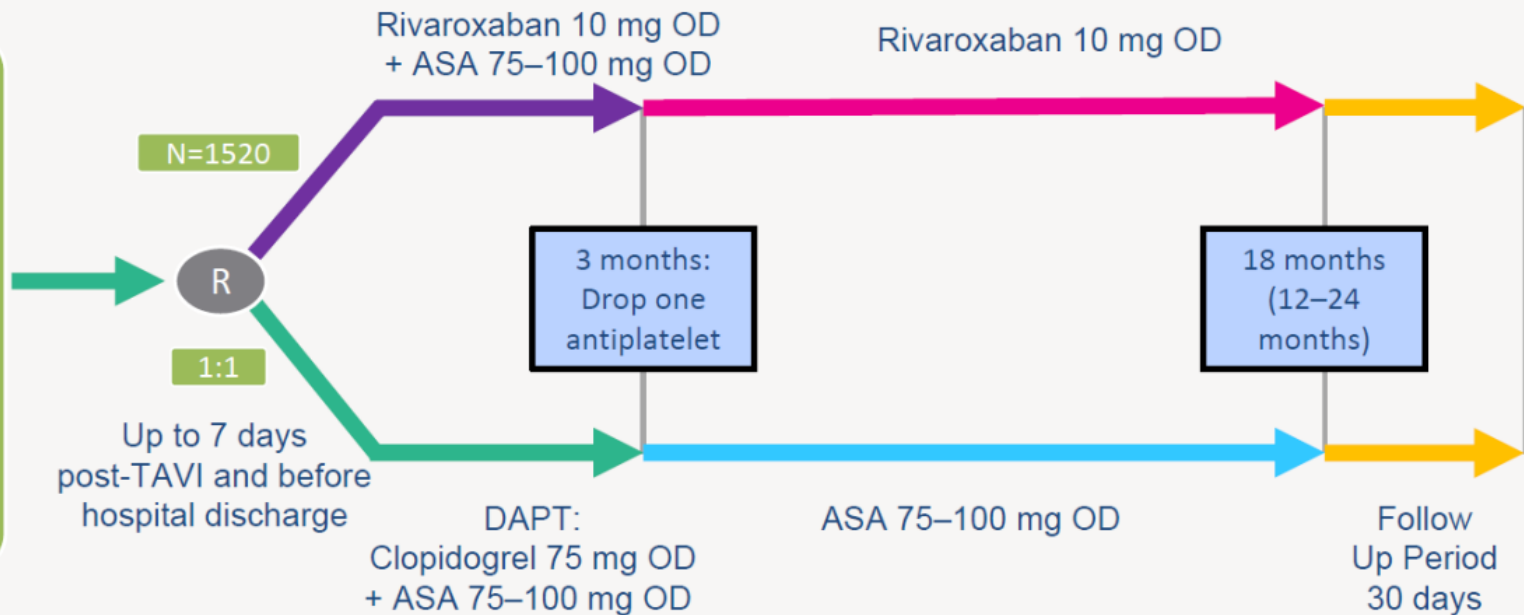 Rivaroxaban 10 mg OD
+ ASA 75–100 mg OD
Rivaroxaban 10 mg OD
N=1520
R
1:1
Up to 7 days
post-TAVI and before
hospital discharge
3 months:
Drop one
antiplatelet
18 months
(12–24
months)
DAPT:
Clopidogrel 75 mg OD
+ ASA 75–100 mg OD
ASA 75–100 mg OD
Follow
Up Period
30 days